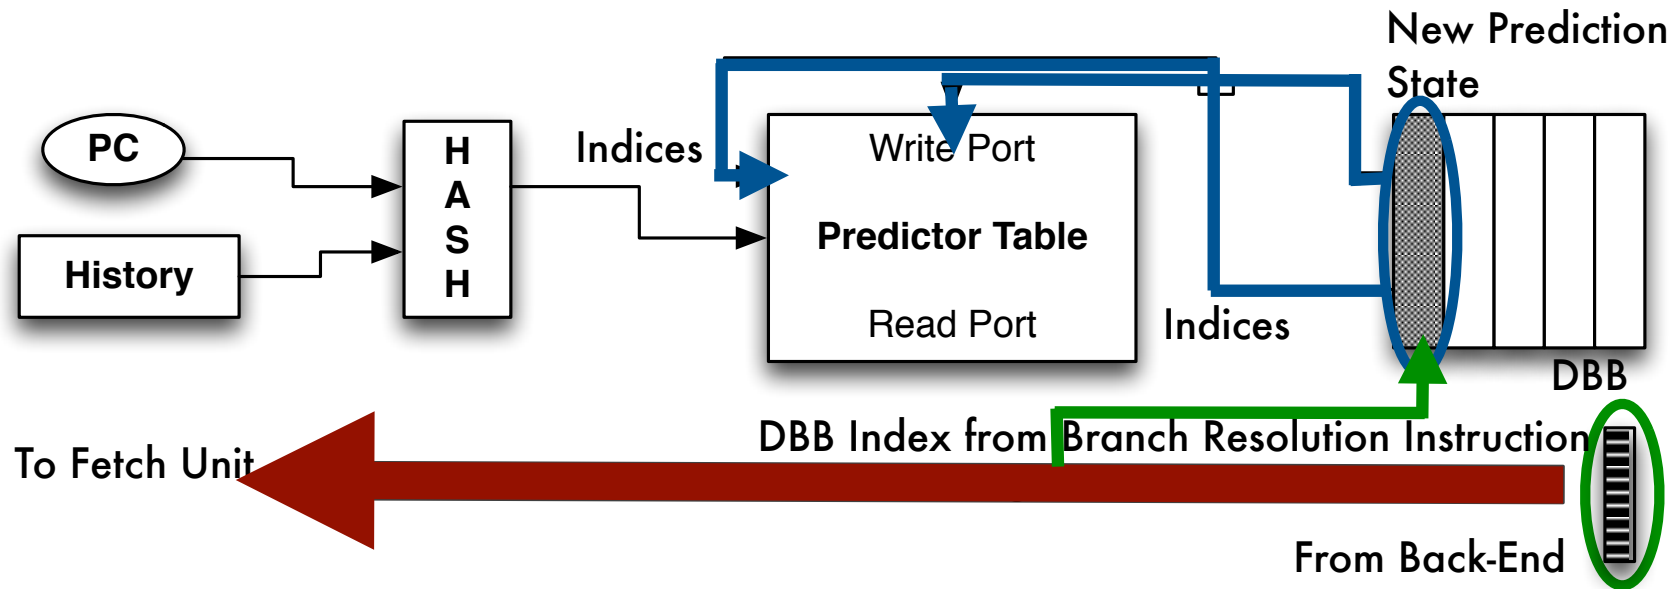 New Prediction
State
PC
H
A
S
H
Indices
Write Port
Predictor Table
History
Read Port
Indices
DBB
DBB Index from Branch Resolution Instruction
To Fetch Unit
From Back-End